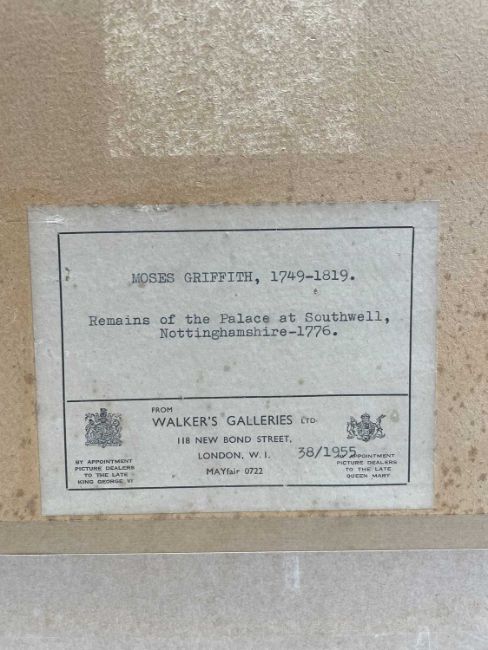 MOSES GRIFFITH, 1749-1819.
Remains of the Palace at Southwell,
Nottinghamshire-1776.
FROM
WALKER'S GALLERIES LTD.
118 NEW BOND STREET,
LONDON, W. I.
MAYfair 0722
38/1955
BY APPOINTMENT
PICTURE DEALERS
TO THE LATE
KING GEORGE VI
BY APPOINTMENT
PICTURE DEALERS
TO THE LATE
QUEEN MARY